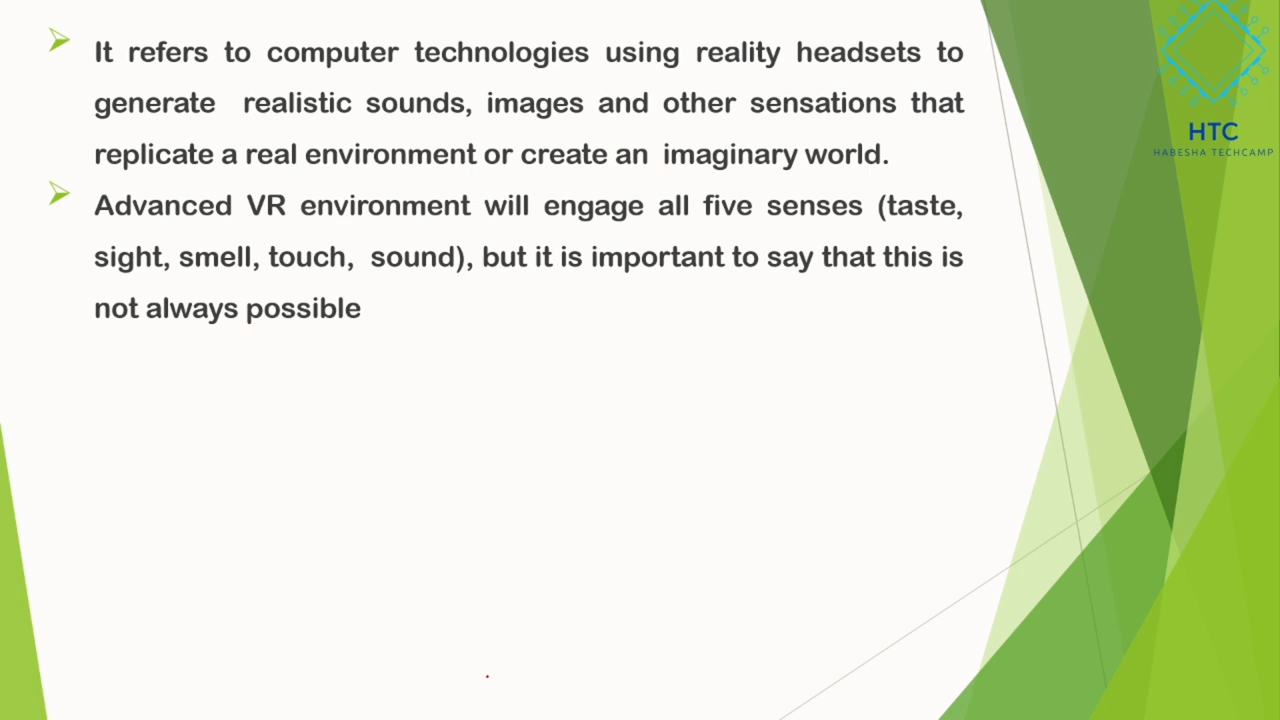 It refers to computer technologies using reality headsets to
generate realistic sounds, images and other sensations that
replicate a real environment or create an imaginary world.
Advanced VR environment will engage all five senses (taste,
sight, smell, touch, sound), but it is important to say that this is
not always possible
HTC
HABESHA TECHCAMP